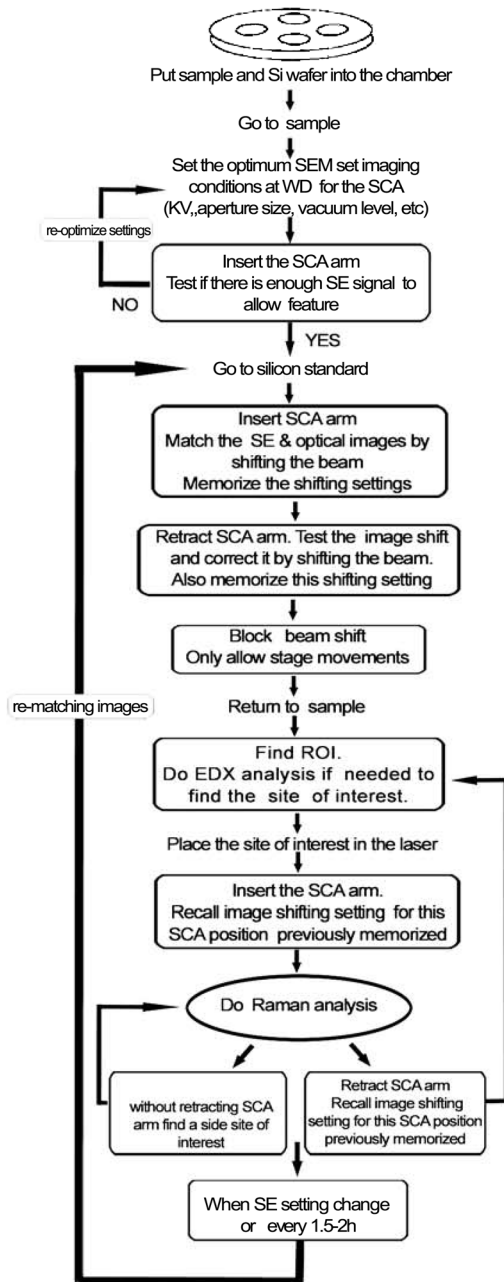 Put sample and Si wafer into the chamber
Go to sample
Set the optimum SEM set imaging
conditions at WD for the SCA
(KV,,aperture size, vacuum level, etc)
re-optimize settings
Insert the SCA arm
Test if there is enough SE signal to
allow feature
NO
YES
Go to silicon standard
Insert SCA arm
Match the SE & optical images by
shifting the beam
Memorize the shifting settings
Retract SCA arm. Test the image shift
and correct it by shifting the beam.
Also memorize this shifting setting
Block beam shift
Only allow stage movements
re-matching images
Return to sample
Find ROI.
Do EDX analysis if needed to
find the site of interest.
Place the site of interest in the laser
Insert the SCA arm.
Recall image shifting setting for this
SCA position previously memorized
Do Raman analysis
without retracting SCA
arm find a side site of
interest
Retract SCA arm
Recall image shifting
setting for this SCA position
previously memorized
When SE setting change
or every 1.5-2h